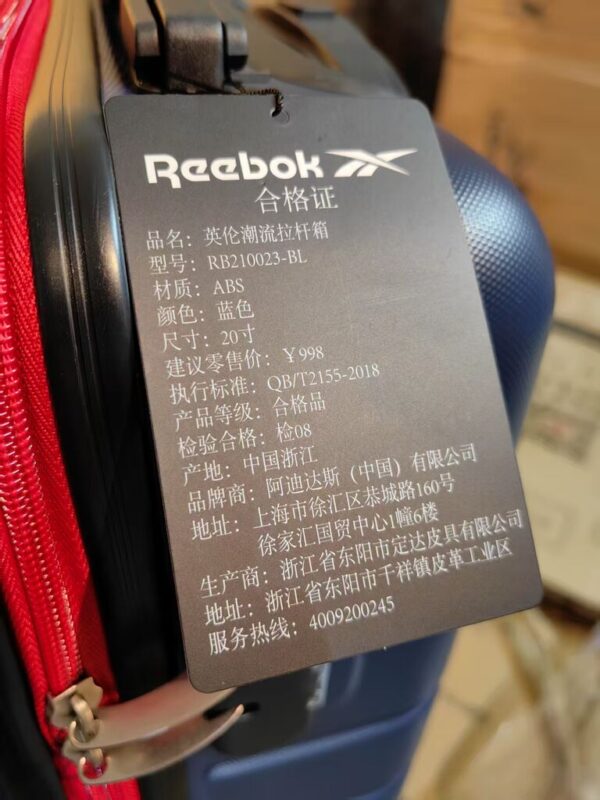 Reebok
合格证
品名：英伦潮流拉杆箱
型号：RB210023-BL
材质：ABS
颜色：蓝色
尺寸：20寸
建议零售价：￥998
执行标准：QB/T2155-2018
产品等级：合格品
检验合格：检08
产地：中国浙江
品牌商：阿迪达斯（中国）有限公司
地址：上海市徐汇区恭城路160号
徐家汇国贸中心1幢6楼
生产商：浙江省东阳市定达皮具有限公司
地址：浙江省东阳市千祥镇皮革工业区
服务热线：4009200245